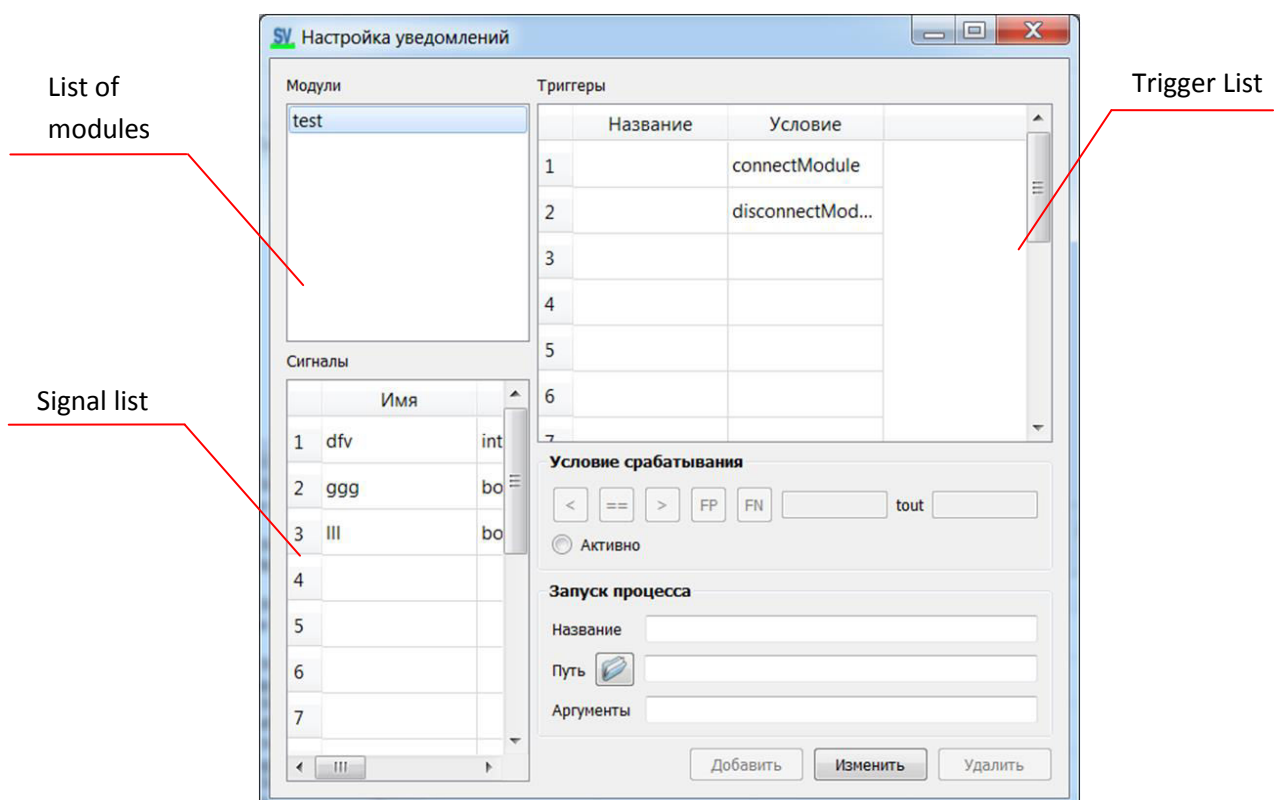 SV Настройка уведомлений
List of
modules
Модули
test
Триггеры
Trigger List
Название Условие
1 connectModule
2 disconnectMod...
3
4
5
6
7
Сигналы
Signal list
Имя
1 dfv int
2 ggg bo
3 lll bo
4
5
6
7
Условие срабатывания
< == > FP FN tout
Активно
Запуск процесса
Название
Путь
Аргументы
Добавить Изменить Удалить